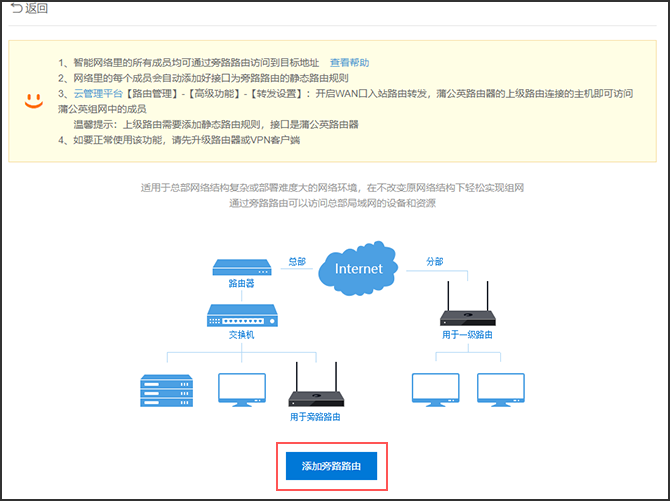 返回
1、智能网络里的所有成员均可通过旁路路由访问到目标地址 查看帮助
2、网络里的每个成员会自动添加好接口为旁路路由的静态路由规则
3、云管理平台【路由管理】-【高级功能】-【转发设置】：开启WAN口入站路由转发，蒲公英路由器的上级路由连接的主机即可访问
蒲公英组网中的成员
温馨提示：上级路由需要添加静态路由规则，接口是蒲公英路由器
4、如要正常使用该功能，请先升级路由器或VPN客户端
适用于总部网络结构复杂或部署难度大的网络环境，在不改变原网络结构下轻松实现组网
通过旁路路由可以访问总部局域网的设备和资源
总部
Internet
分部
路由器
交换机
用于一级路由
用于旁路路由
添加旁路路由